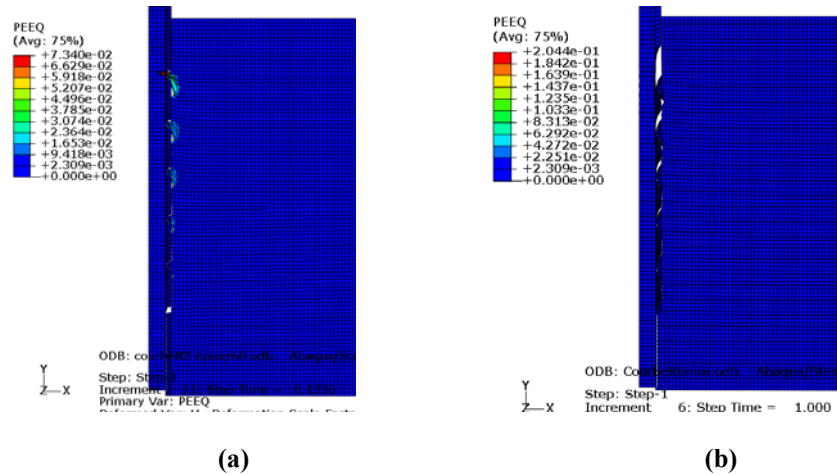 PEEQ
(Avg: 75%)
+7.340e-02
+6.629e-02
+5.918e-02
+5.207e-02
+4.496e-02
+3.785e-02
+3.074e-02
+2.364e-02
+1.653e-02
+9.418e-03
+2.309e-03
+0.000e+00
Y
Z X
ODB:
Step:
Increment Step Time =
Primary Var: PEEQ
(a)
PEEQ
(Avg: 75%)
+2.044e-01
+1.842e-01
+1.639e-01
+1.437e-01
+1.235e-01
+1.033e-01
+8.313e-02
+6.292e-02
+4.272e-02
+2.251e-02
+2.309e-03
+0.000e+00
Y
Z X
ODB:
Step: Step-1
Increment 6: Step Time = 1.000
(b)